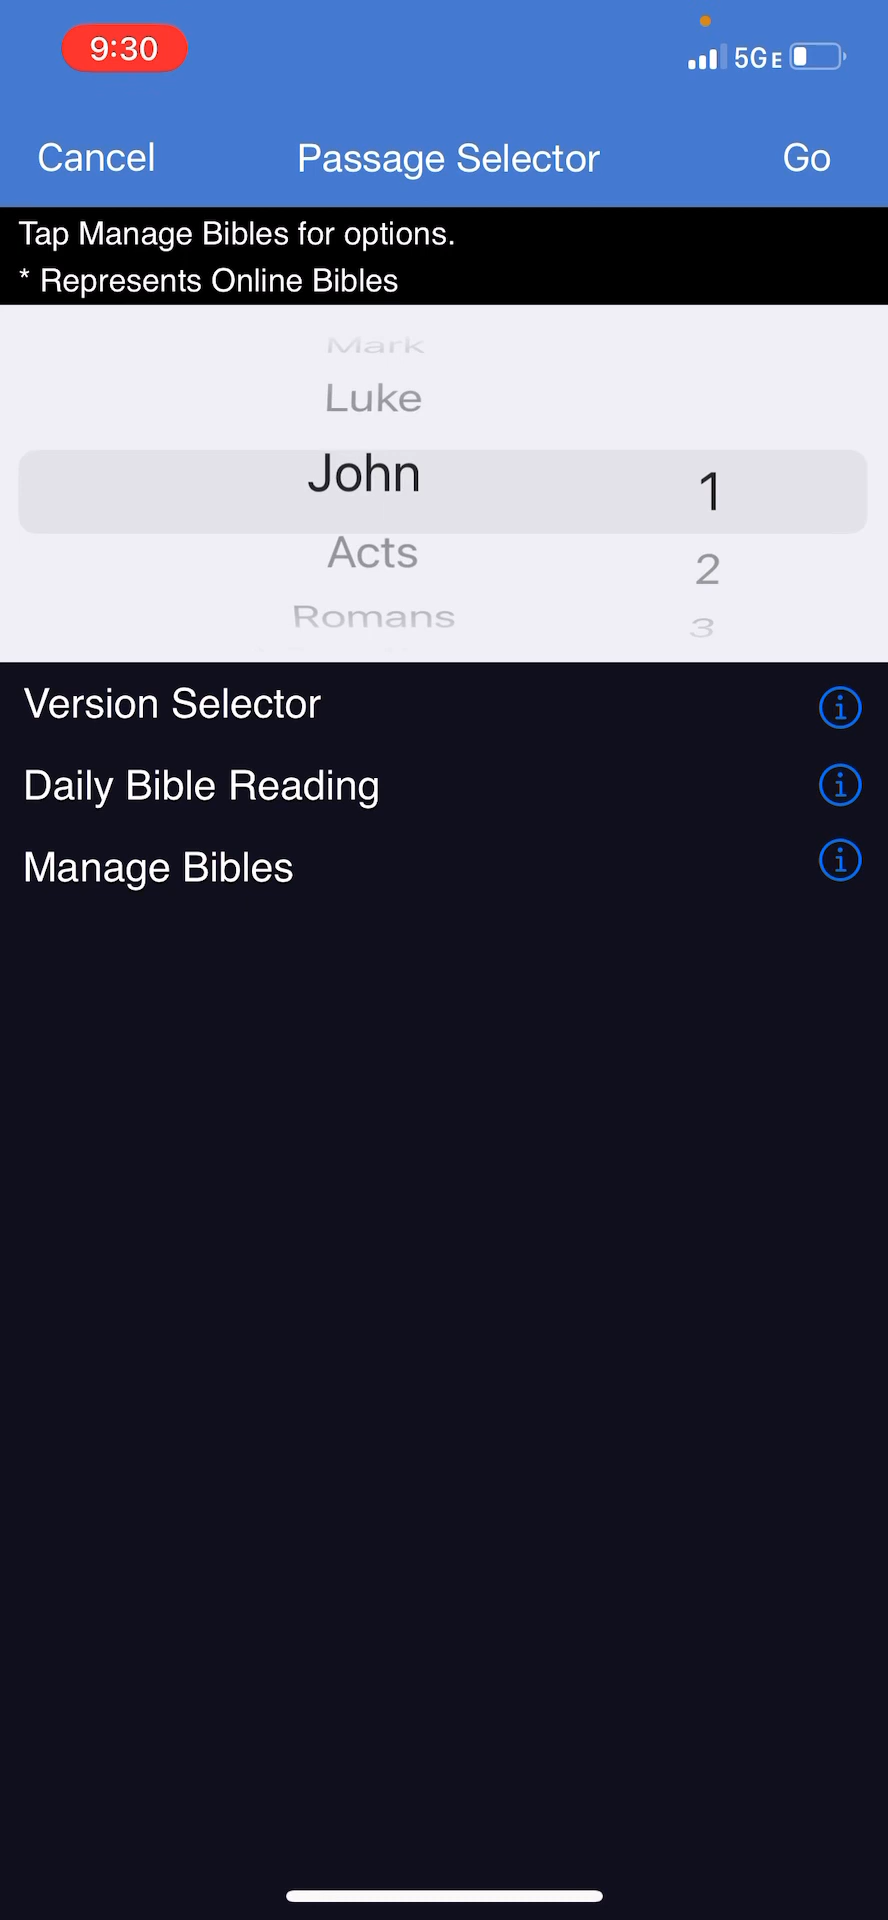 9:30
5GE
Cancel
Passage Selector
Go
Tap Manage Bibles for options.
* Represents Online Bibles
Mark
Luke
John 1
Acts 2
Romans 3
Version Selector
Daily Bible Reading
Manage Bibles